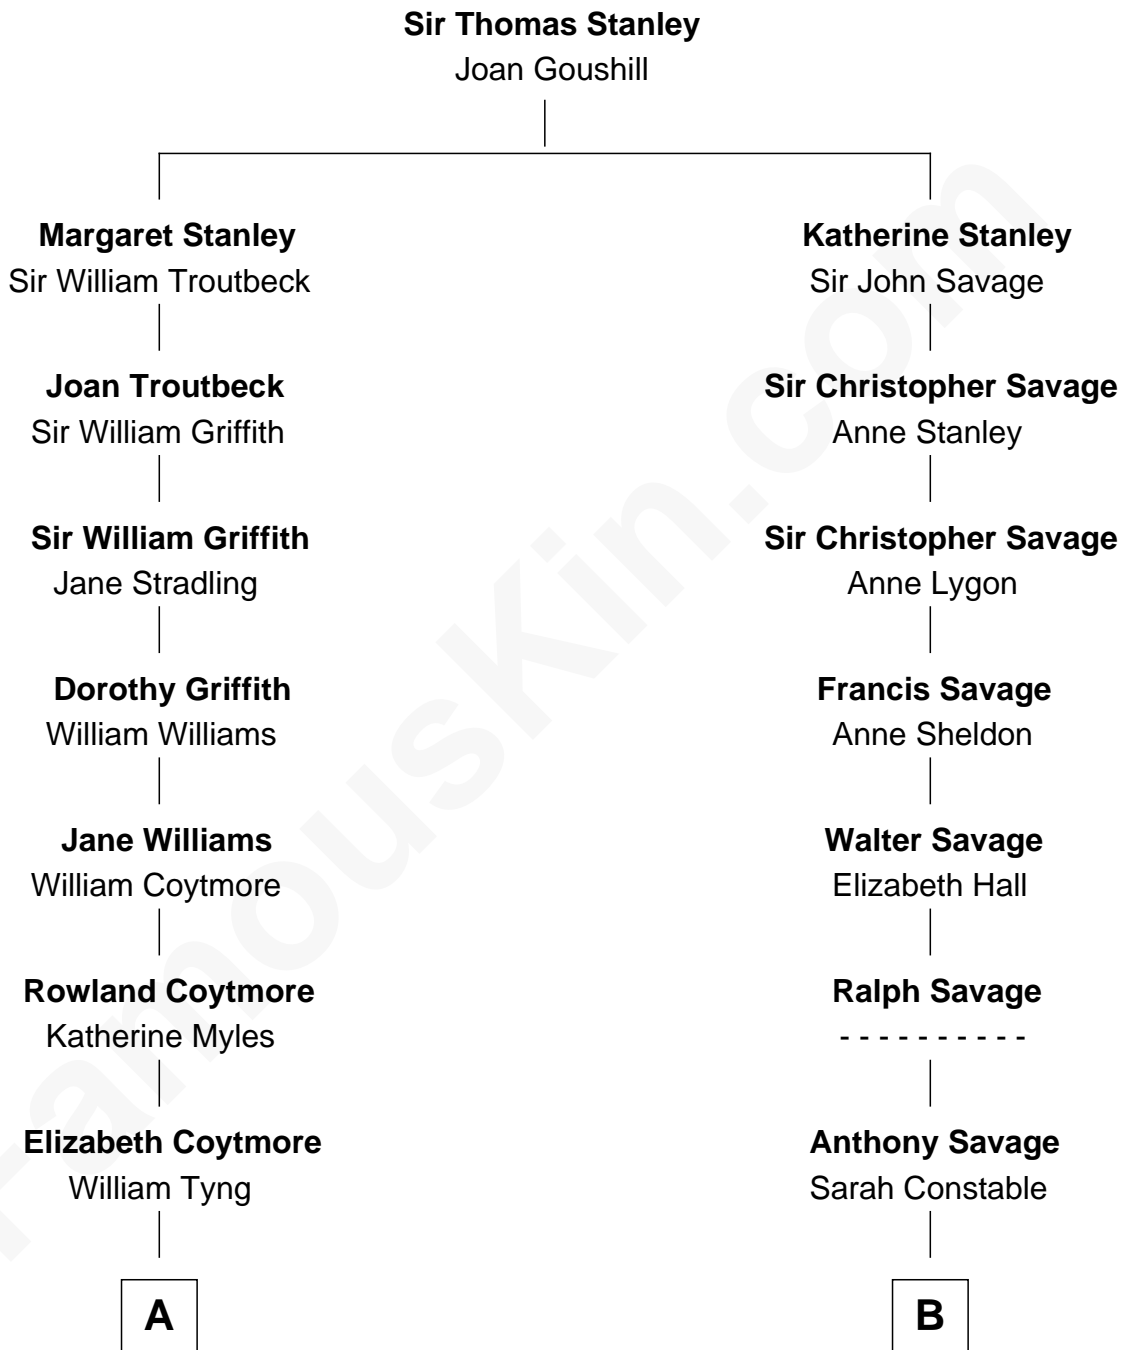 Sir Thomas Stanley
Joan Goushill
Margaret Stanley
Sir William Troutbeck
Katherine Stanley
Sir John Savage
Joan Troutbeck
Sir William Griffith
Sir Christopher Savage
Anne Stanley
Sir William Griffith
Jane Stradling
Sir Christopher Savage
Anne Lygon
Dorothy Griffith
William Williams
Francis Savage
Anne Sheldon
Jane Williams
William Coytmore
Walter Savage
Elizabeth Hall
Rowland Coytmore
Katherine Myles
Ralph Savage
- - - - - - - - - -
Elizabeth Coytmore
William Tyng
Anthony Savage
Sarah Constable
A
B
FamousKin.com